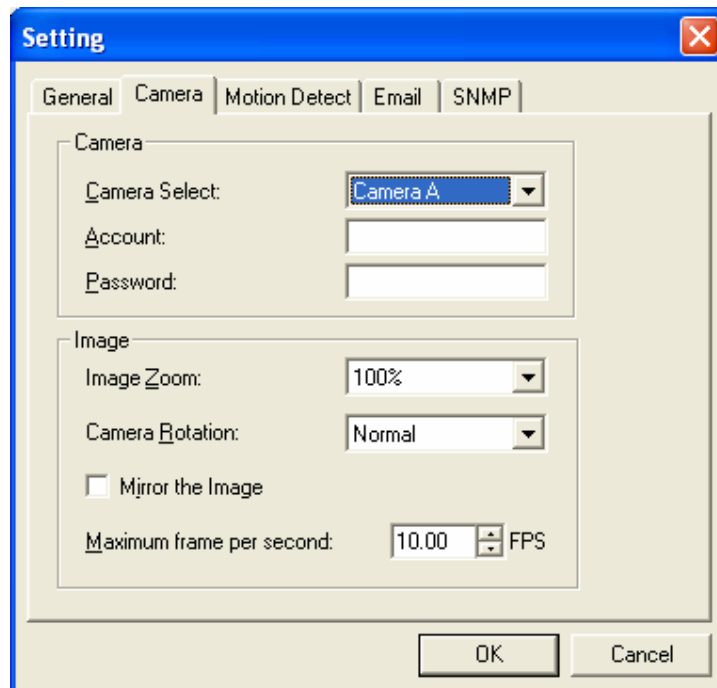 Setting
General Camera Motion Detect Email SNMP
Camera
Camera Select: Camera A
Account:
Password:
Image
Image Zoom: 100%
Camera Rotation: Normal
Mirror the Image
Maximum frame per second: 10.00 FPS
OK Cancel